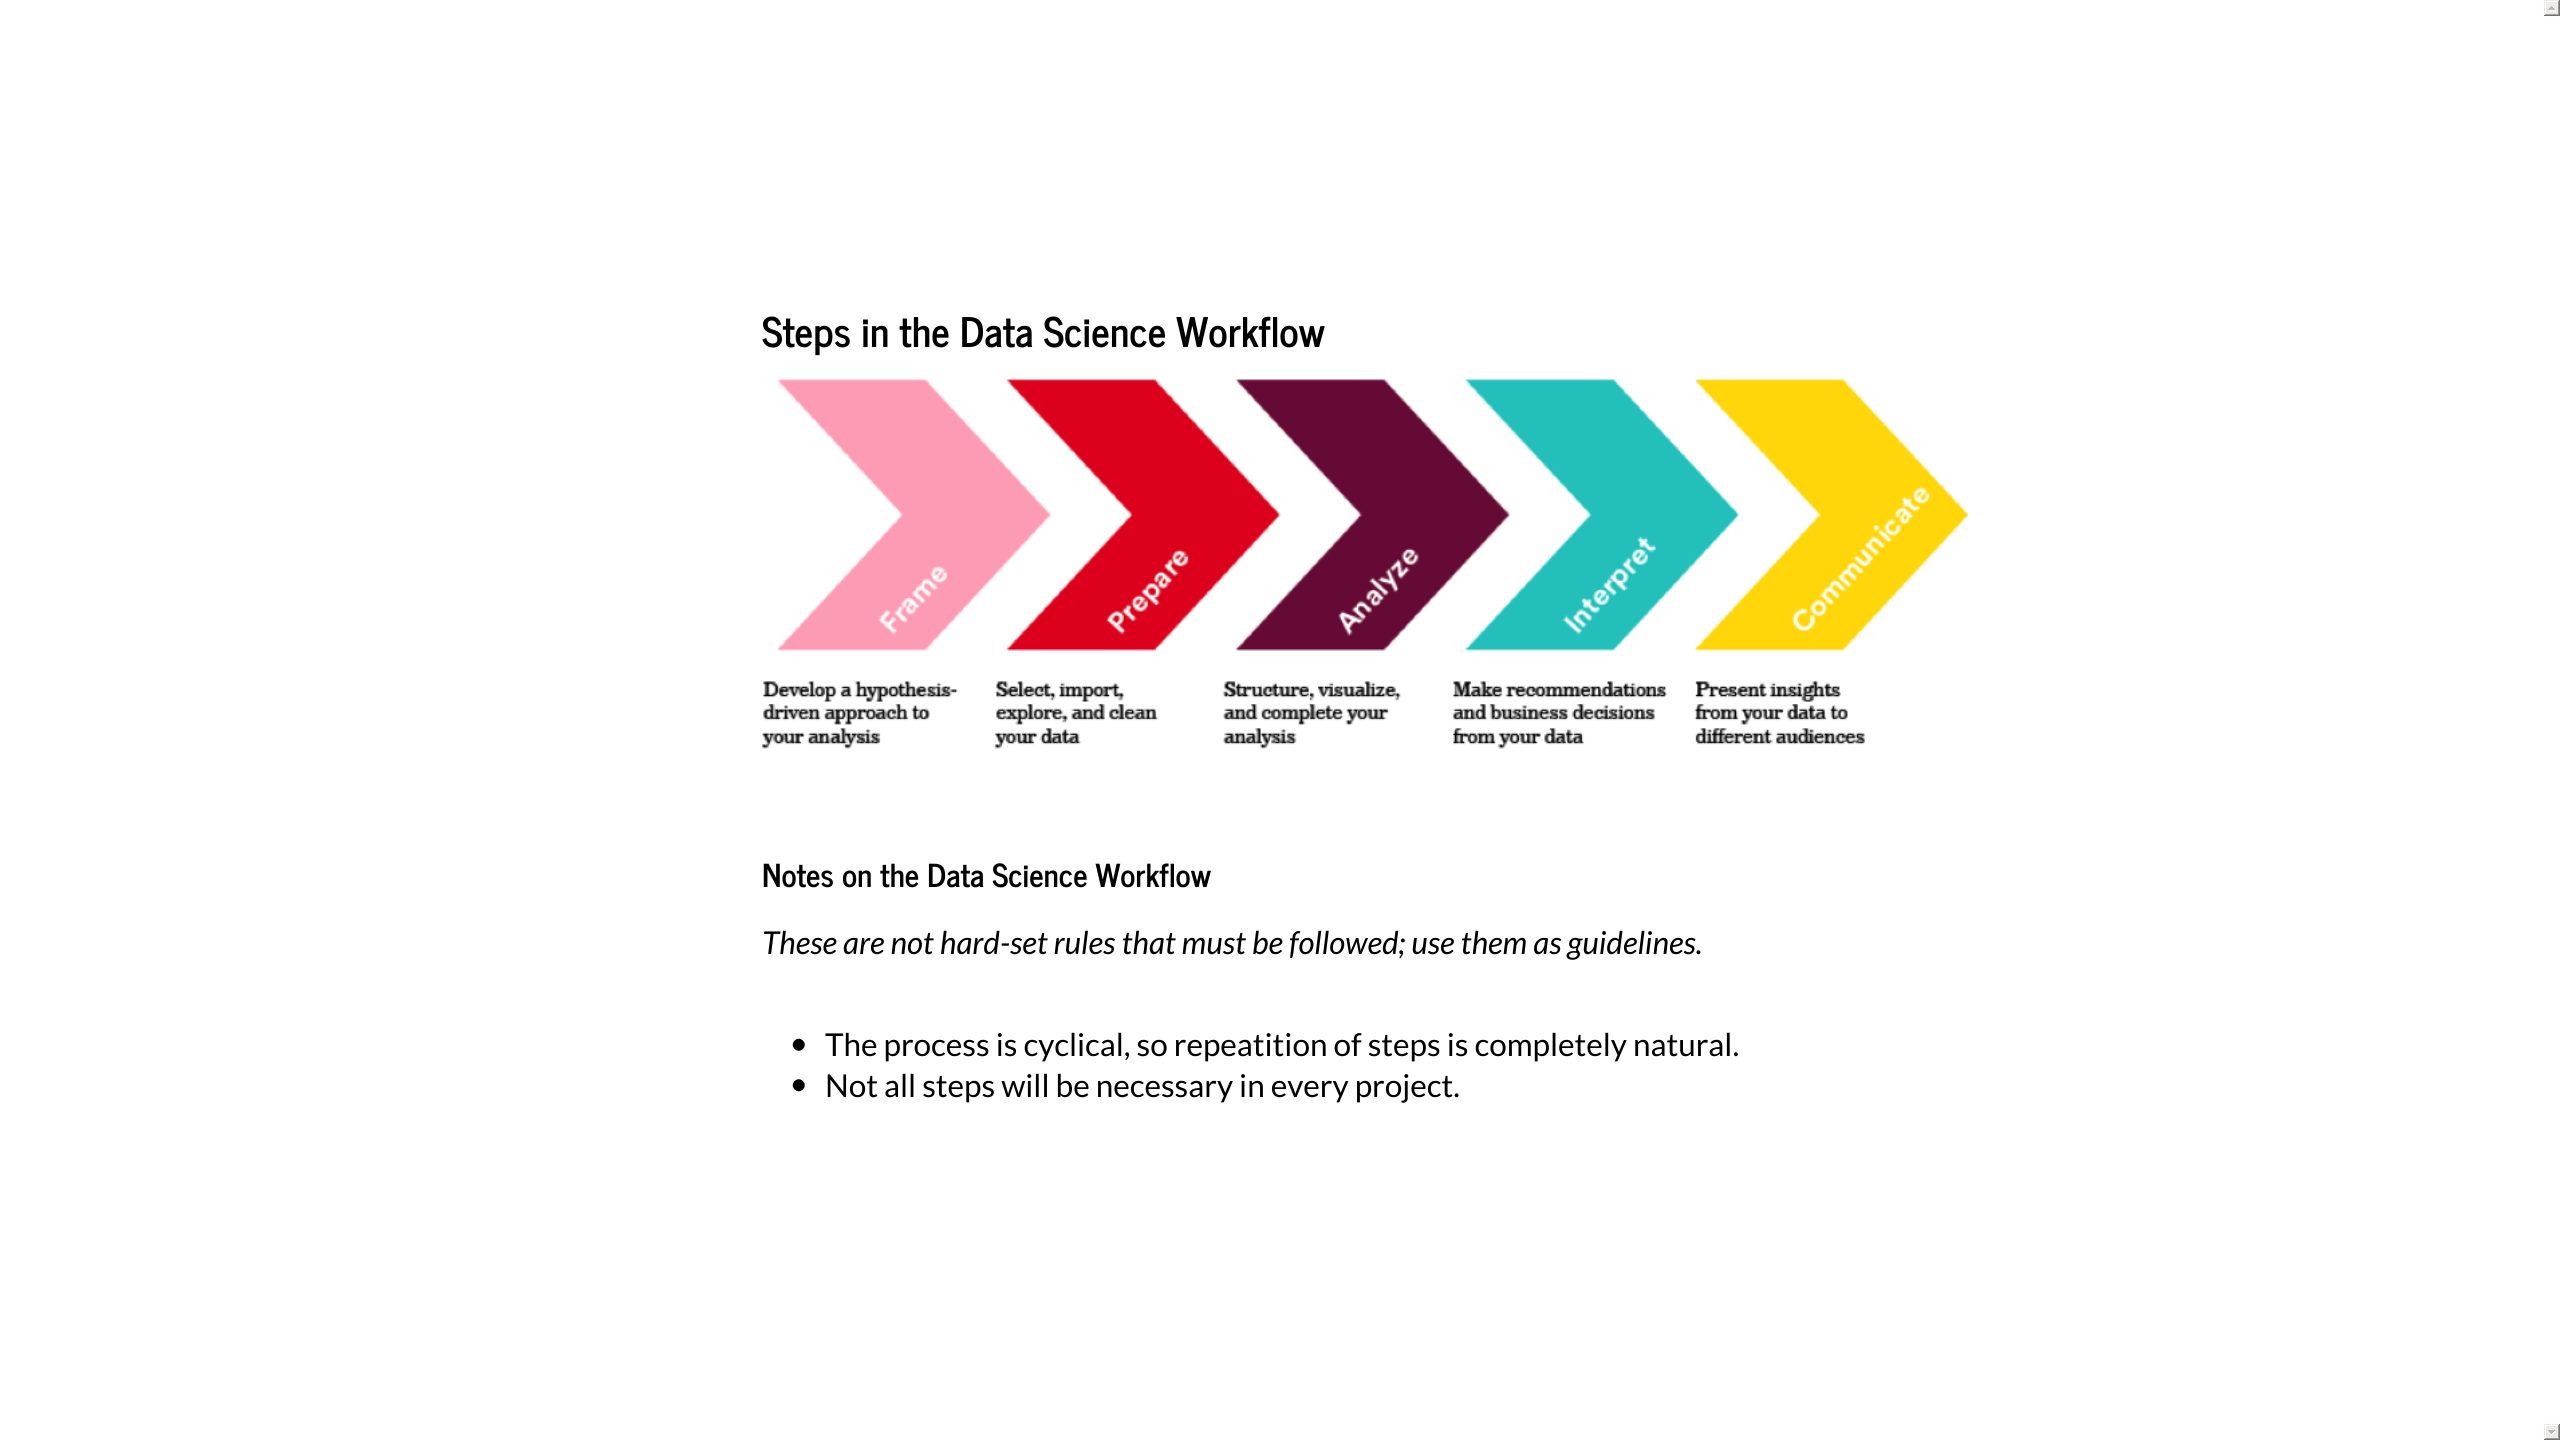 Steps in the Data Science Workflow
Frame
Prepare
Analyze
Interpret
Communicate
Develop a hypothesis-
driven approach to
your analysis
Select, import,
explore, and clean
your data
Structure, visualize,
and complete your
analysis
Make recommendations
and business decisions
from your data
Present insights
from your data to
different audiences
Notes on the Data Science Workflow
These are not hard-set rules that must be followed; use them as guidelines.
• The process is cyclical, so repeatition of steps is completely natural.
• Not all steps will be necessary in every project.